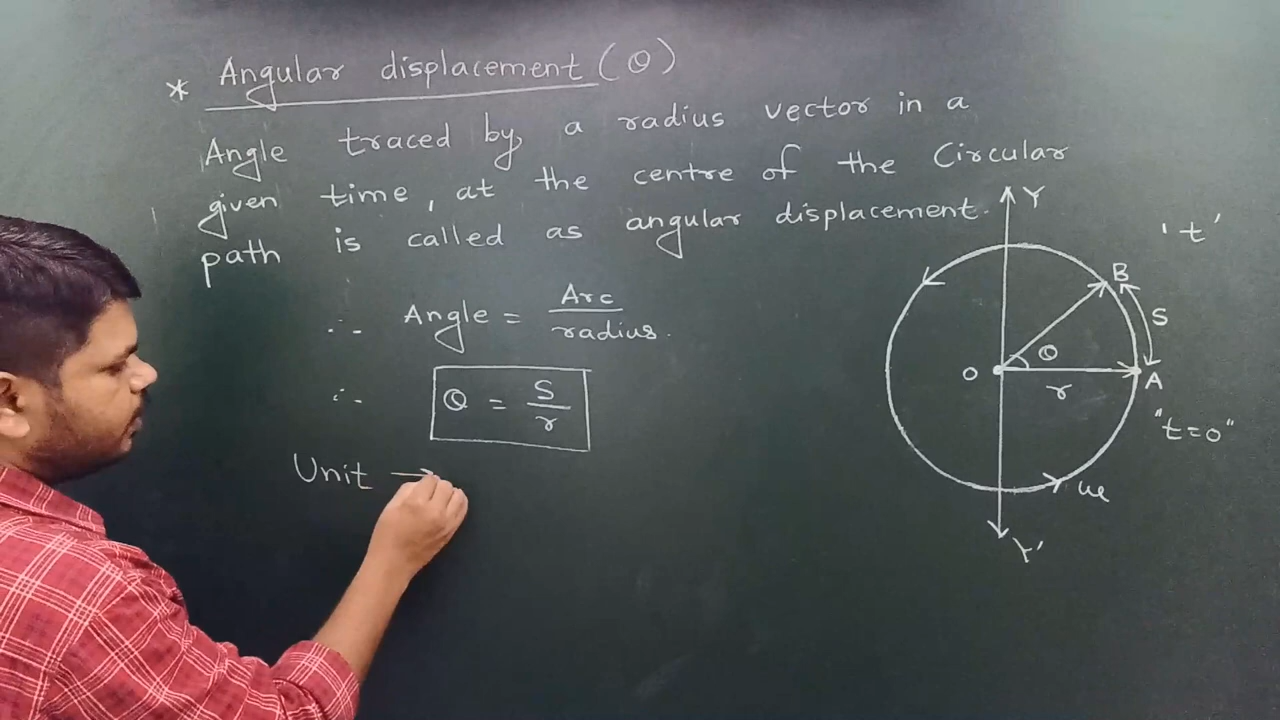 * Angular displacement (θ)
Angle traced by a radius vector in a
given time, at the centre of the Circular
path is called as angular displacement.
∴ Angle = Arc / radius.
∴ θ = S / r
Unit →
Y
't'
B
S
θ
O
r
A
"t=0"
Y'